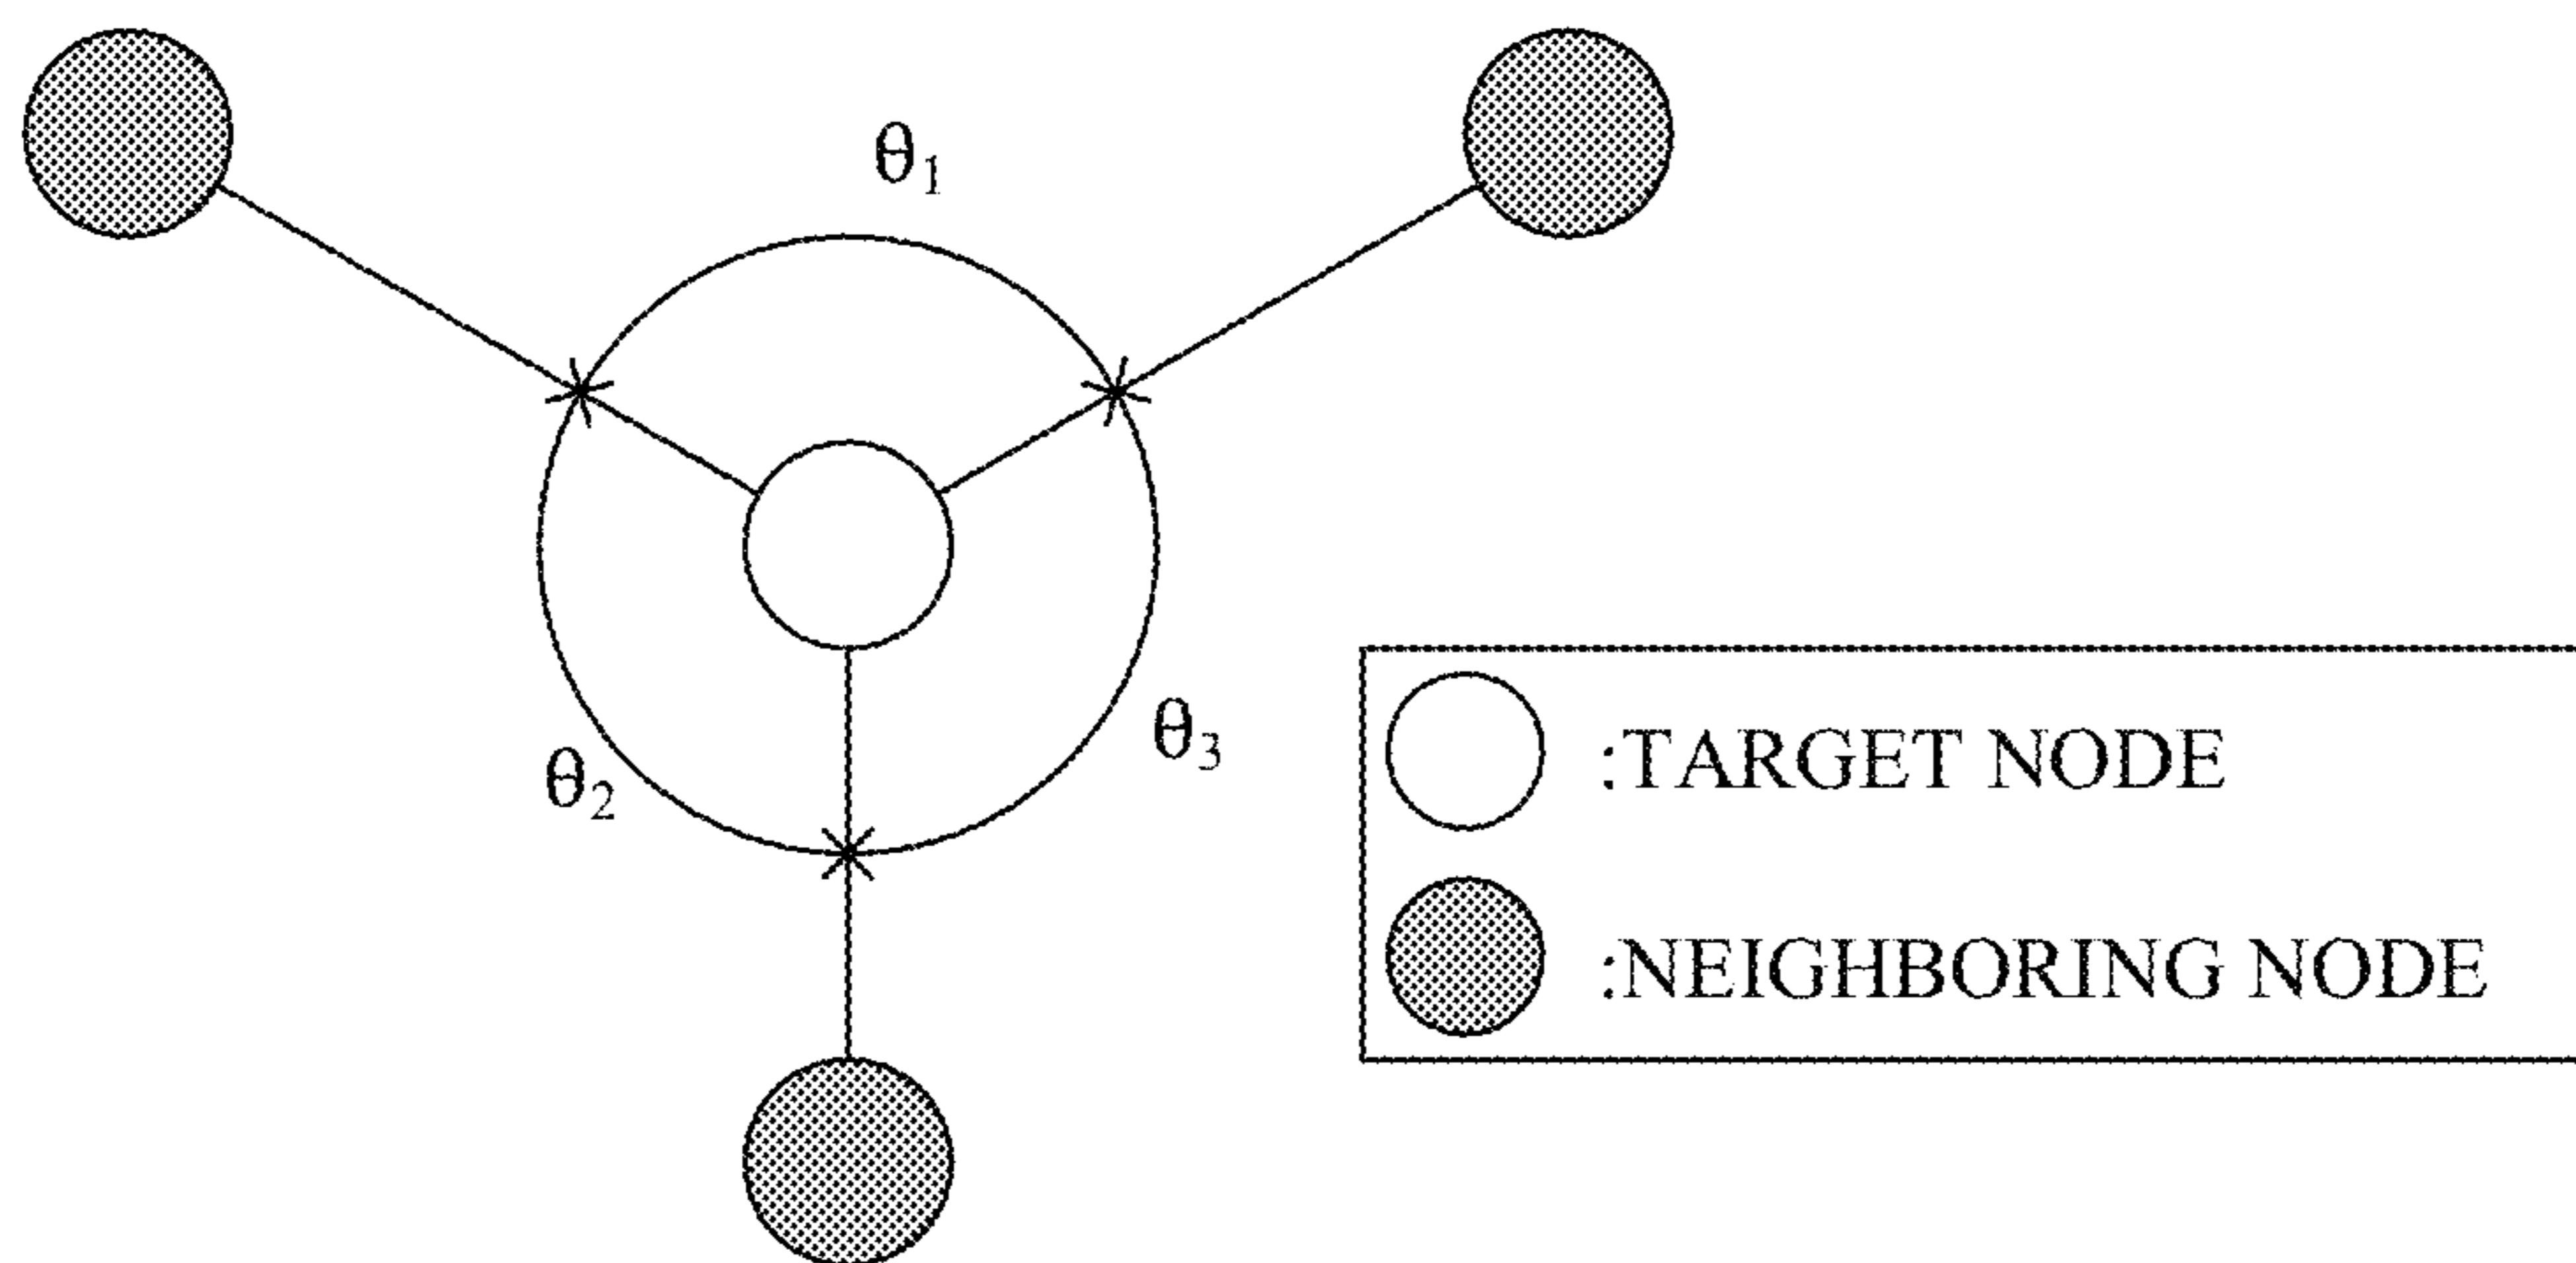 θ₁
θ₂
θ₃
:TARGET NODE
:NEIGHBORING NODE